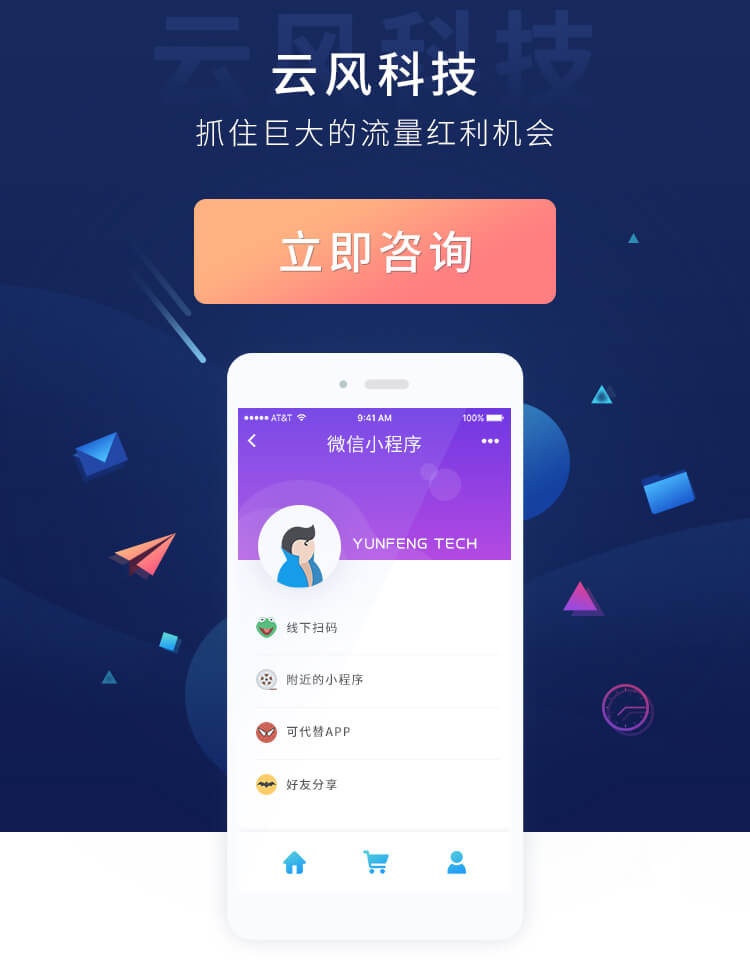 云风科技
云风科技
抓住巨大的流量红利机会
立即咨询
AT&T 9:41 AM 100%
微信小程序
YUNFENG TECH
线下扫码
附近的小程序
可代替APP
好友分享